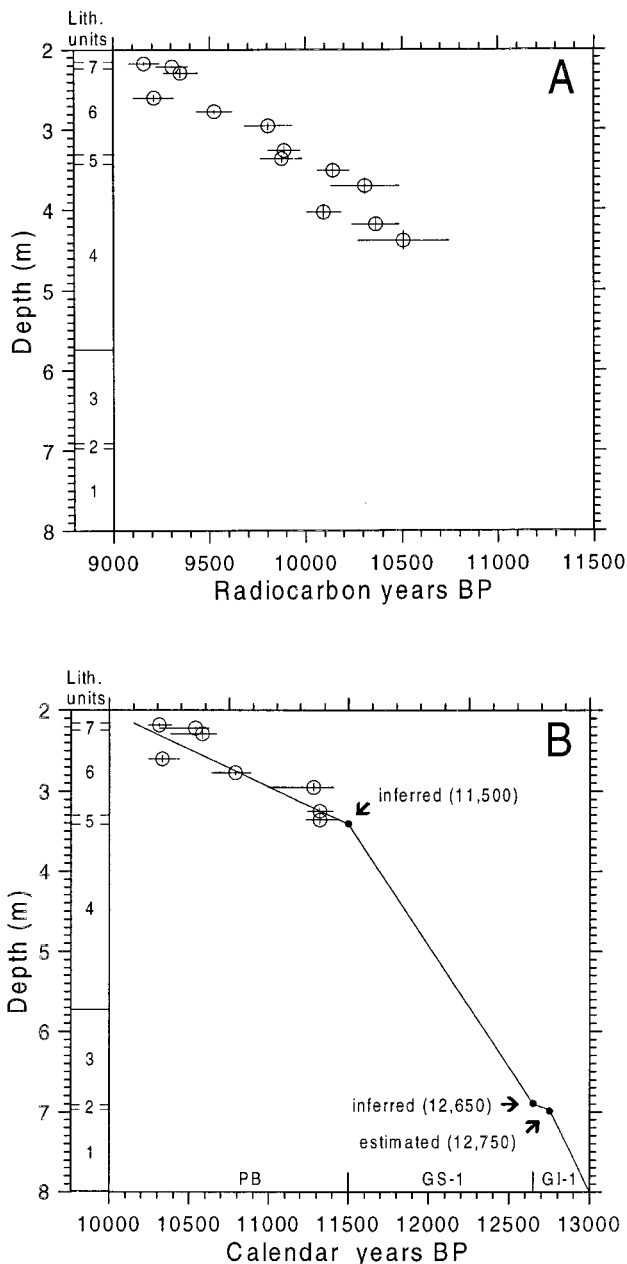 Lith.
units
A
2
3
4
5
6
7
8
7
6
5
4
3
2
1
Depth (m)
9000 9500 10000 10500 11000 11500
Radiocarbon years BP
Lith.
units
B
2
3
4
5
6
7
8
7
6
5
4
3
2
1
Depth (m)
inferred (11,500)
inferred (12,650)
estimated (12,750)
PB GS-1 GI-1
10000 10500 11000 11500 12000 12500 13000
Calendar years BP